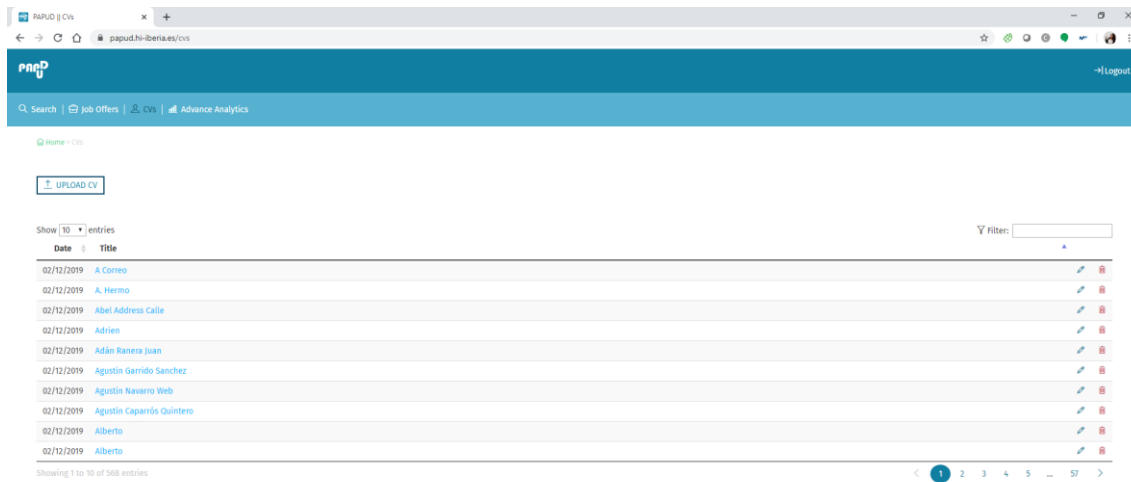 PAPUD || CVs
papud.hi-iberia.es/cvs
PAPUD
Logout
Search | Job Offers | CVs | Advance Analytics
Home > CVs
UPLOAD CV
Show 10 entries
Filter:
Date Title
02/12/2019 A Correo
02/12/2019 A. Hermo
02/12/2019 Abel Address Calle
02/12/2019 Adrien
02/12/2019 Adán Ranera Juan
02/12/2019 Agustin Garrido Sanchez
02/12/2019 Agustin Navarro Web
02/12/2019 Agustín Caparrós Quintero
02/12/2019 Alberto
02/12/2019 Alberto
Showing 1 to 10 of 568 entries
1 2 3 4 5 ... 57